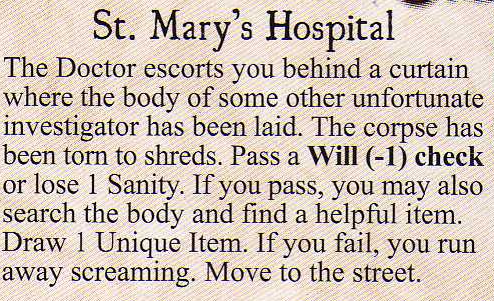 St. Mary's Hospital
The Doctor escorts you behind a curtain
where the body of some other unfortunate
investigator has been laid. The corpse has
been torn to shreds. Pass a Will (-1) check
or lose 1 Sanity. If you pass, you may also
search the body and find a helpful item.
Draw 1 Unique Item. If you fail, you run
away screaming. Move to the street.